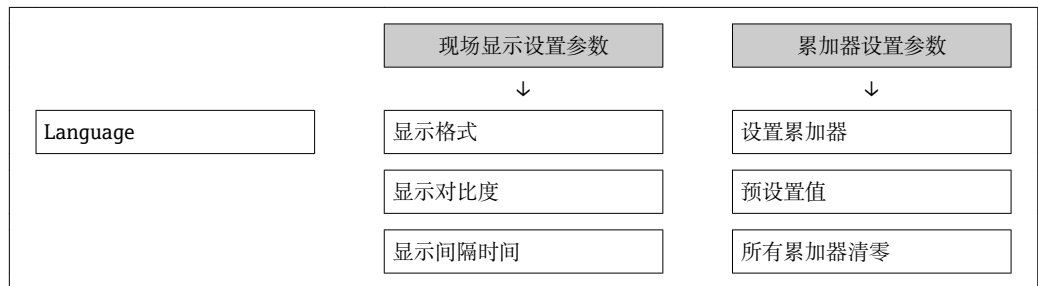 现场显示设置参数
累加器设置参数
↓
↓
Language
显示格式
设置累加器
显示对比度
预设置值
显示间隔时间
所有累加器清零